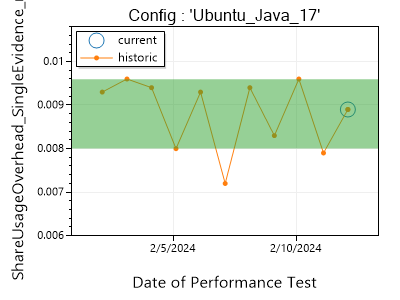 Config : 'Ubuntu_Java_17'
current
historic
0.01
0.009
0.008
0.007
0.006
2/5/2024
2/10/2024
Date of Performance Test
ShareUsageOverhead_SingleEvidence_